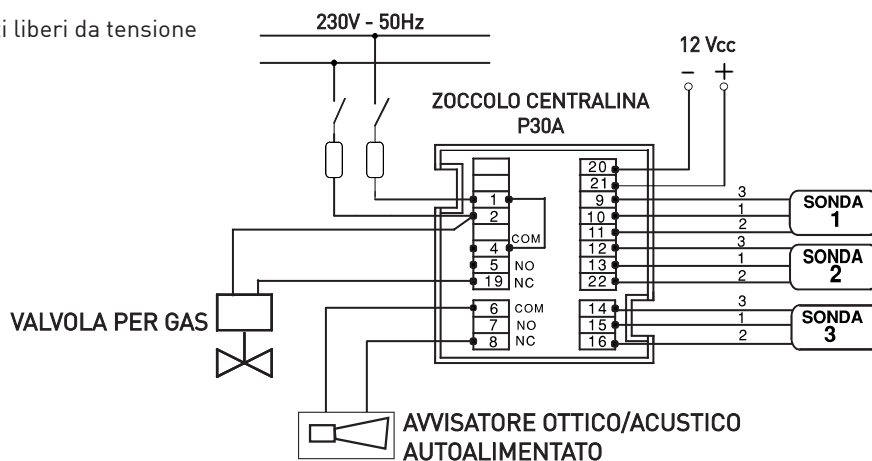 i liberi da tensione
230V - 50Hz
12 Vcc
- +
ZOCCOLO CENTRALINA
P30A
1
2
4 COM
5 NO
19 NC
6 COM
7 NO
8 NC
20
21
9 3
10 1
11 2
SONDA
1
12 3
13 1
22 2
SONDA
2
14 3
15 1
16 2
SONDA
3
VALVOLA PER GAS
AVVISATORE OTTICO/ACUSTICO
AUTOALIMENTATO